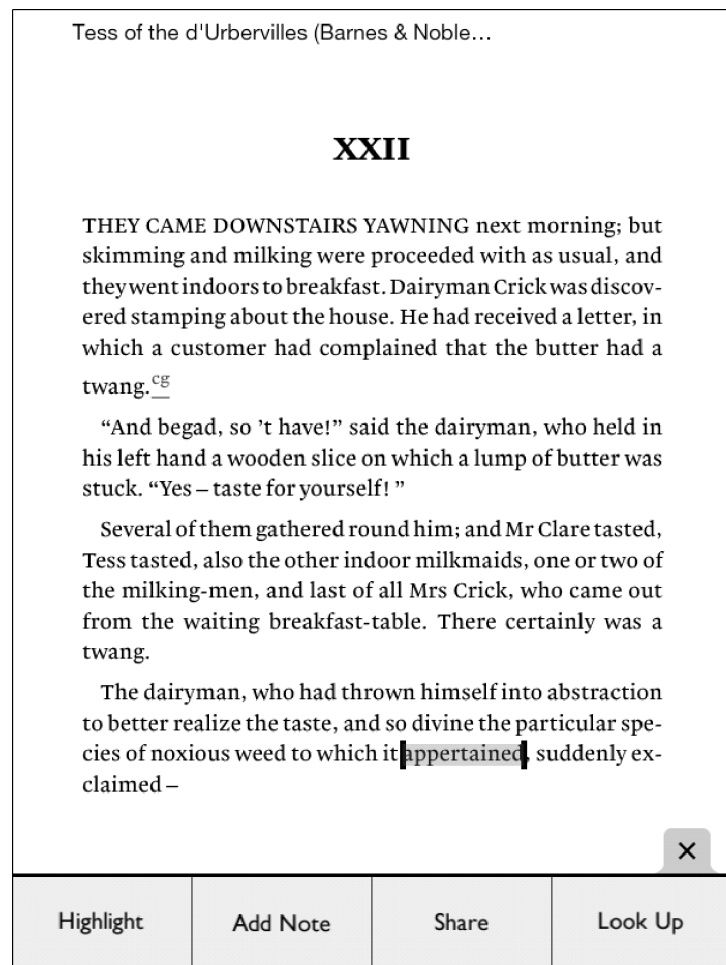 Tess of the d'Urbervilles (Barnes & Noble...
XXII
THEY CAME DOWNSTAIRS YAWNING next morning; but
skimming and milking were proceeded with as usual, and
they went indoors to breakfast. Dairyman Crick was discov-
ered stamping about the house. He had received a letter, in
which a customer had complained that the butter had a
twang.cg
“And begad, so ’t have!” said the dairyman, who held in
his left hand a wooden slice on which a lump of butter was
stuck. “Yes – taste for yourself! ”
Several of them gathered round him; and Mr Clare tasted,
Tess tasted, also the other indoor milkmaids, one or two of
the milking-men, and last of all Mrs Crick, who came out
from the waiting breakfast-table. There certainly was a
twang.
The dairyman, who had thrown himself into abstraction
to better realize the taste, and so divine the particular spe-
cies of noxious weed to which it appertained, suddenly ex-
claimed –
×
Highlight Add Note Share Look Up